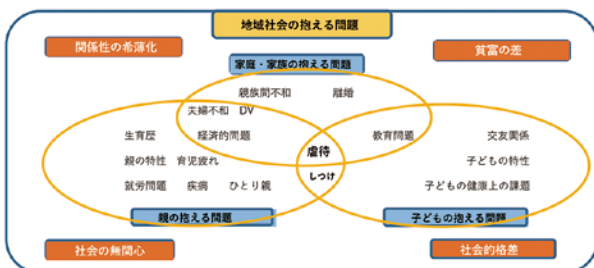 地域社会の抱える問題
関係性の希薄化
貧富の差
家庭・家族の抱える問題
親族間不和 離婚
夫婦不和 DV
生育歴 経済的問題 虐待 教育問題 交友関係
親の特性 育児疲れ 子どもの特性
しつけ
就労問題 疾病 ひとり親 子どもの健康上の課題
親の抱える問題 子どもの抱える問題
社会の無関心 社会的格差